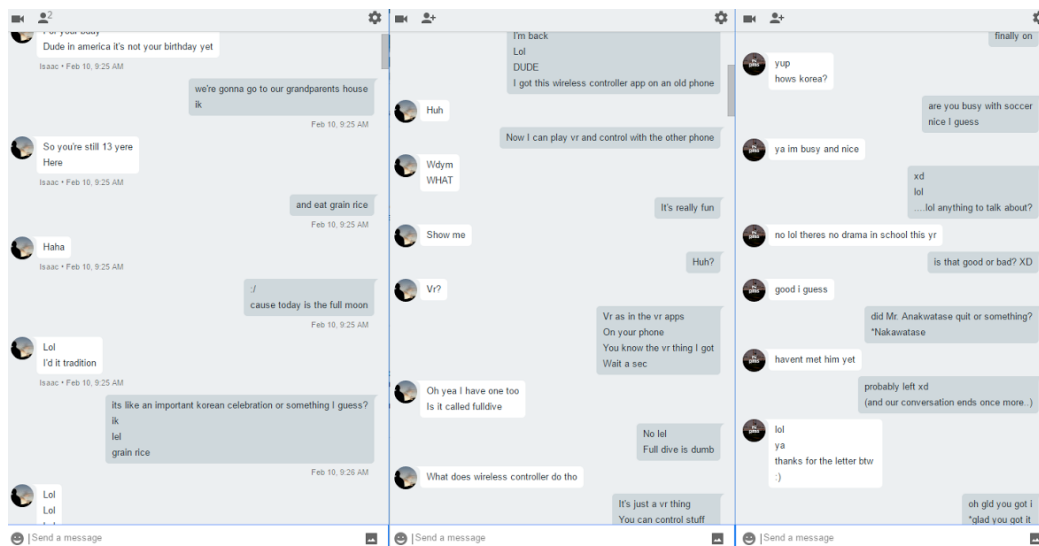 2
For your buddy
Dude in america it's not your birthday yet
Isaac • Feb 10, 9:25 AM
we're gonna go to our grandparents house
ik
Feb 10, 9:25 AM
So you're still 13 yere
Here
Isaac • Feb 10, 9:25 AM
and eat grain rice
Feb 10, 9:25 AM
Haha
Isaac • Feb 10, 9:25 AM
:/
cause today is the full moon
Feb 10, 9:25 AM
Lol
I'd it tradition
Isaac • Feb 10, 9:25 AM
its like an important korean celebration or something I guess?
ik
lel
grain rice
Feb 10, 9:26 AM
Lol
Lol
Send a message
I'm back
Lol
DUDE
I got this wireless controller app on an old phone
Huh
Now I can play vr and control with the other phone
Wdym
WHAT
It's really fun
Show me
Huh?
Vr?
Vr as in the vr apps
On your phone
You know the vr thing I got
Wait a sec
Oh yea I have one too
Is it called fulldive
No lel
Full dive is dumb
What does wireless controller do tho
It's just a vr thing
You can control stuff
Send a message
finally on
yup
hows korea?
are you busy with soccer
nice I guess
ya im busy and nice
xd
lol
....lol anything to talk about?
no lol theres no drama in school this yr
is that good or bad? XD
good i guess
did Mr. Anakwatase quit or something?
*Nakawatase
havent met him yet
probably left xd
(and our conversation ends once more..)
lol
ya
thanks for the letter btw
:)
oh gld you got i
*glad you got it
Send a message